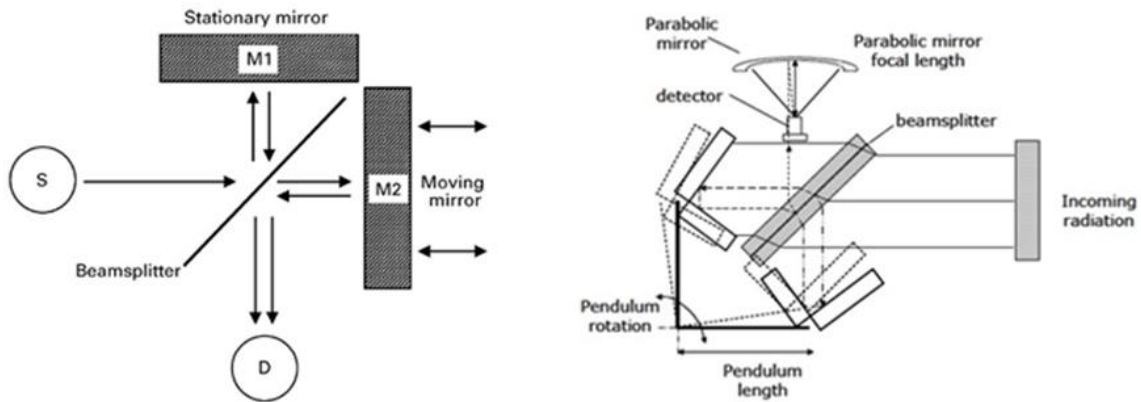 Stationary mirror
M1
S
M2
Moving
mirror
Beamsplitter
D
Parabolic
mirror
Parabolic mirror
focal length
detector
beamsplitter
Incoming
radiation
Pendulum
rotation
Pendulum
length